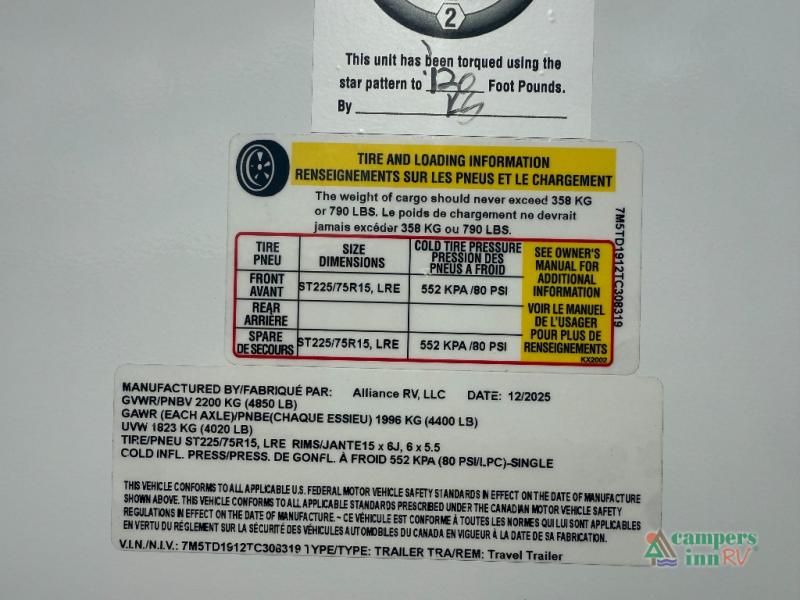 2
This unit has been torqued using the
star pattern to 120 Foot Pounds.
By
TIRE AND LOADING INFORMATION
RENSEIGNEMENTS SUR LES PNEUS ET LE CHARGEMENT
The weight of cargo should never exceed 358 KG
or 790 LBS. Le poids de chargement ne devrait
jamais excéder 358 KG ou 790 LBS.
TIRE PNEU SIZE DIMENSIONS COLD TIRE PRESSURE PRESSION DES PNEUS A FROID
FRONT AVANT ST225/75R15, LRE 552 KPA /80 PSI
REAR ARRIÈRE
SPARE DE SECOURS ST225/75R15, LRE 552 KPA /80 PSI
SEE OWNER'S
MANUAL FOR
ADDITIONAL
INFORMATION
VOIR LE MANUEL
DE L'USAGER
POUR PLUS DE
RENSEIGNEMENTS
KX2002
7M5TD1912TC308319
MANUFACTURED BY/FABRIQUÉ PAR: Alliance RV, LLC DATE: 12/2025
GVWR/PNBV 2200 KG (4850 LB)
GAWR (EACH AXLE)/PNBE(CHAQUE ESSIEU) 1996 KG (4400 LB)
UVW 1823 KG (4020 LB)
TIRE/PNEU ST225/75R15, LRE RIMS/JANTE15 x 6J, 6 x 5.5
COLD INFL. PRESS/PRESS. DE GONFL. À FROID 552 KPA (80 PSI/LPC)-SINGLE
THIS VEHICLE CONFORMS TO ALL APPLICABLE U.S. FEDERAL MOTOR VEHICLE SAFETY STANDARDS IN EFFECT ON THE DATE OF MANUFACTURE
SHOWN ABOVE. THIS VEHICLE CONFORMS TO ALL APPLICABLE STANDARDS PRESCRIBED UNDER THE CANADIAN MOTOR VEHICLE SAFETY
REGULATIONS IN EFFECT ON THE DATE OF MANUFACTURE. ~ CE VÉHICULE EST CONFORME À TOUTES LES NORMES QUI LUI SONT APPLICABLES
EN VERTU DU RÉGLEMENT SUR LA SÉCURITÉ DES VÉHICULES AUTOMOBILES DU CANADA EN VIGUEUR À LA DATE DE SA FABRICATION.
V.I.N./N.I.V.: 7M5TD1912TC308319 TYPE/TYPE: TRAILER TRA/REM: Travel Trailer
campers
inn RV